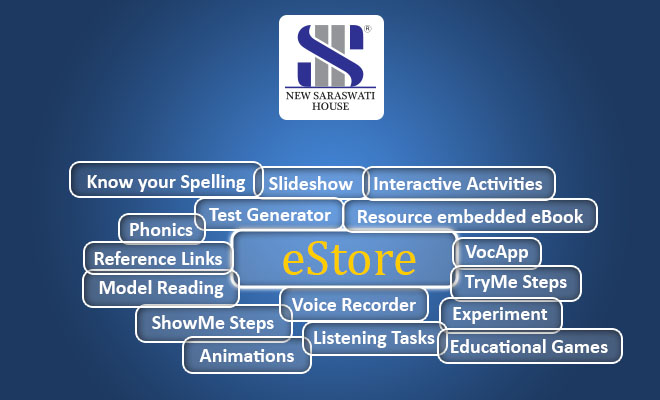 ®
NEW SARASWATI
HOUSE
Know your Spelling
Slideshow
Interactive Activities
Test Generator
Resource embedded eBook
Phonics
eStore
VocApp
Reference Links
TryMe Steps
Model Reading
Voice Recorder
Experiment
ShowMe Steps
Listening Tasks
Educational Games
Animations